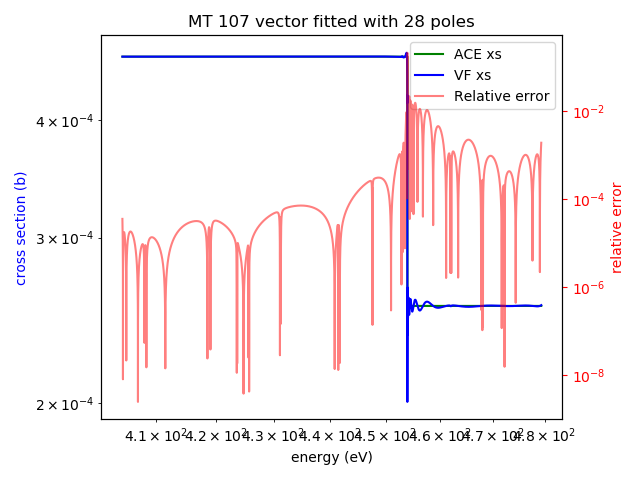 MT 107 vector fitted with 28 poles
ACE xs
VF xs
Relative error
cross section (b)
4 × 10⁻⁴
3 × 10⁻⁴
2 × 10⁻⁴
10⁻²
10⁻⁴
10⁻⁶
10⁻⁸
relative error
4.1 × 10² 4.2 × 10² 4.3 × 10² 4.4 × 10² 4.5 × 10² 4.6 × 10² 4.7 × 10² 4.8 × 10²
energy (eV)